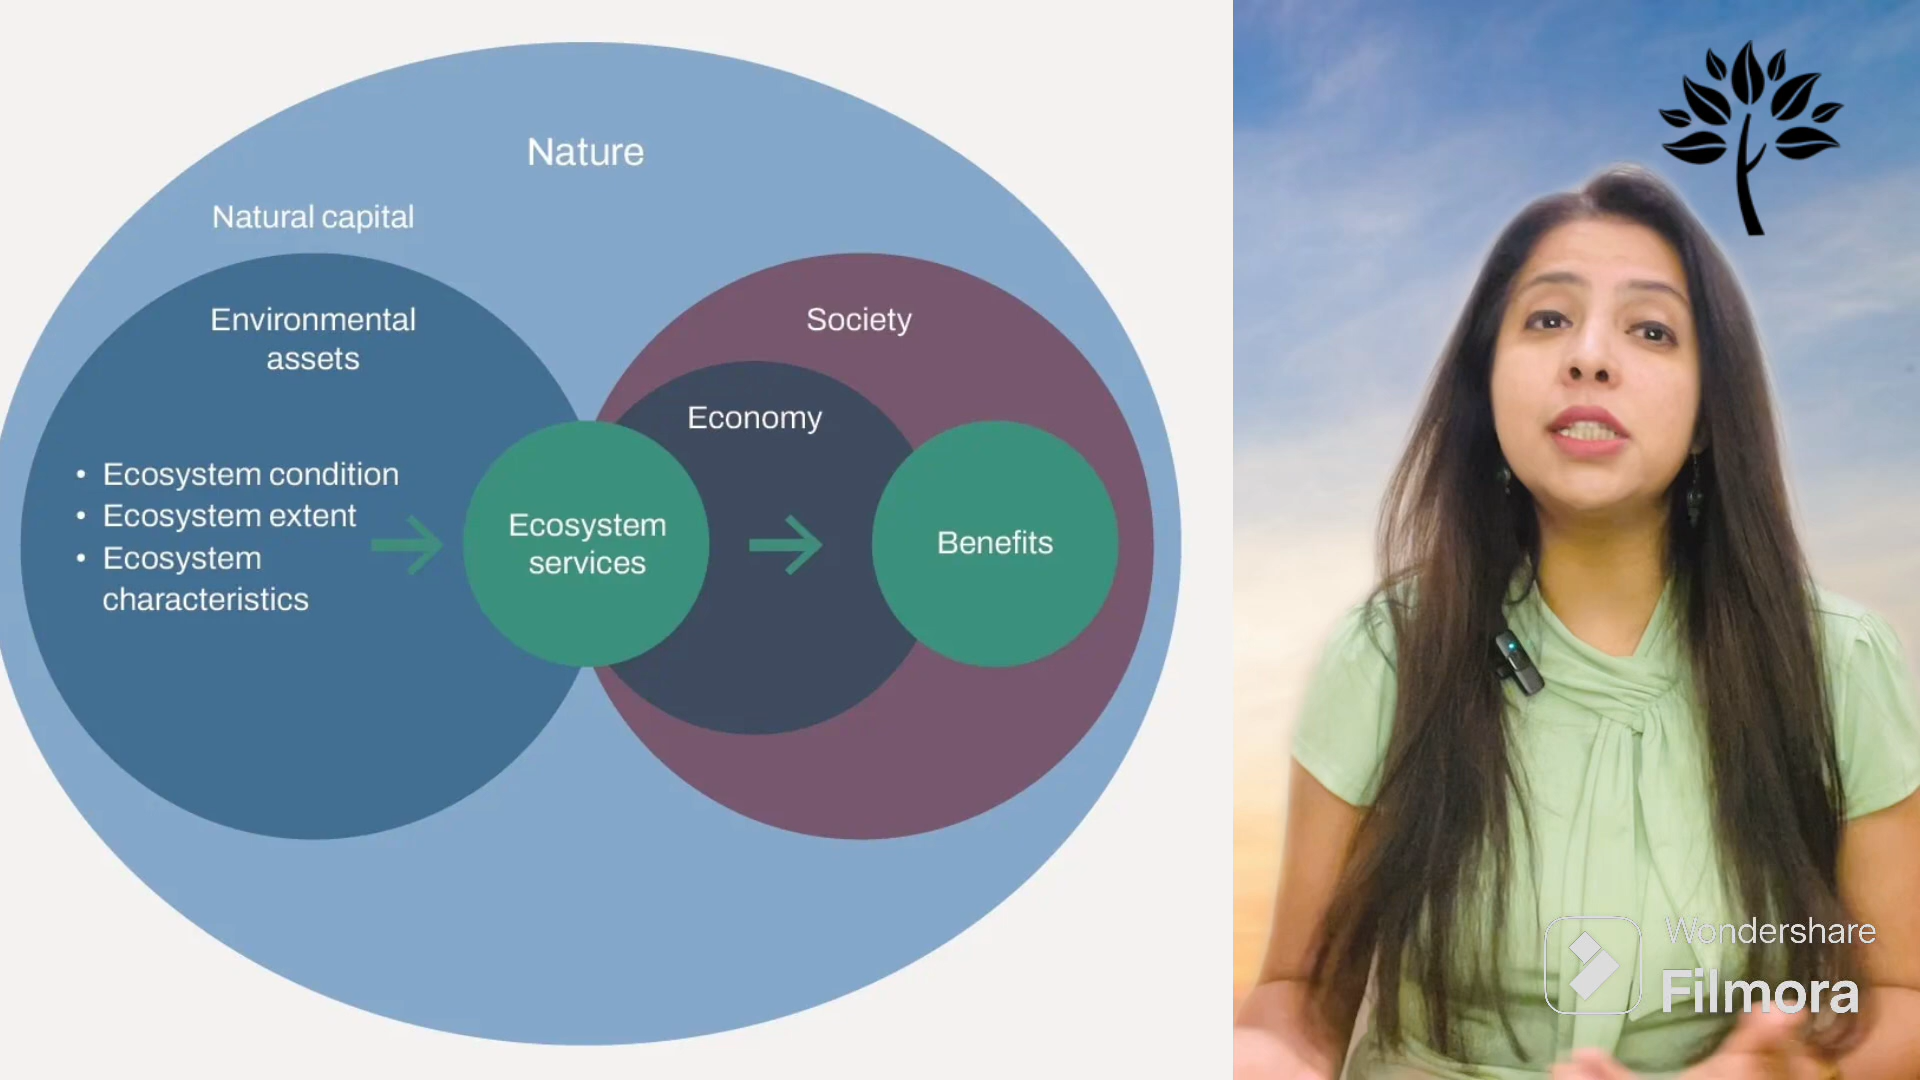 Nature
Natural capital
Environmental
assets
• Ecosystem condition
• Ecosystem extent
• Ecosystem
characteristics
Ecosystem
services
Society
Economy
Benefits
Wondershare
Filmora